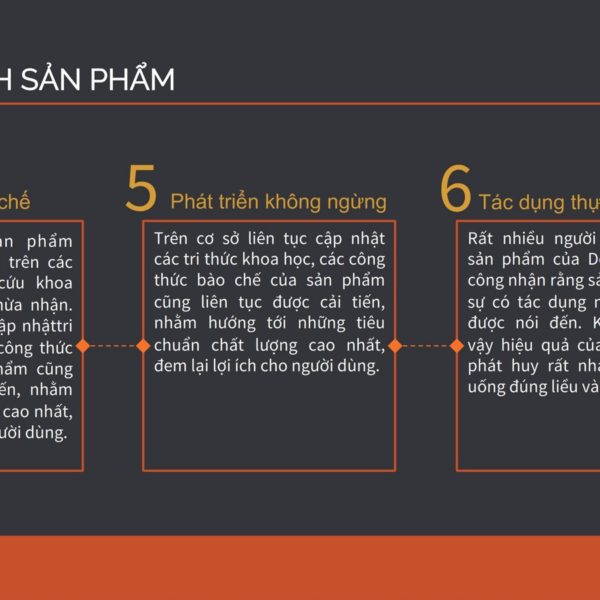 H SẢN PHẨM
chế
ản phẩm
trên các
cứu khoa
hừa nhận.
ập nhậttri
công thức
hẩm cũng
iến, nhằm
cao nhất,
ười dùng.
5 Phát triển không ngừng
Trên cơ sở liên tục cập nhật
các tri thức khoa học, các công
thức bào chế của sản phẩm
cũng liên tục được cải tiến,
nhằm hướng tới những tiêu
chuẩn chất lượng cao nhất,
đem lại lợi ích cho người dùng.
6 Tác dụng thự
Rất nhiều người
sản phẩm của D
công nhận rằng sả
sự có tác dụng n
được nói đến. K
vậy hiệu quả của
phát huy rất nha
uống đúng liều và